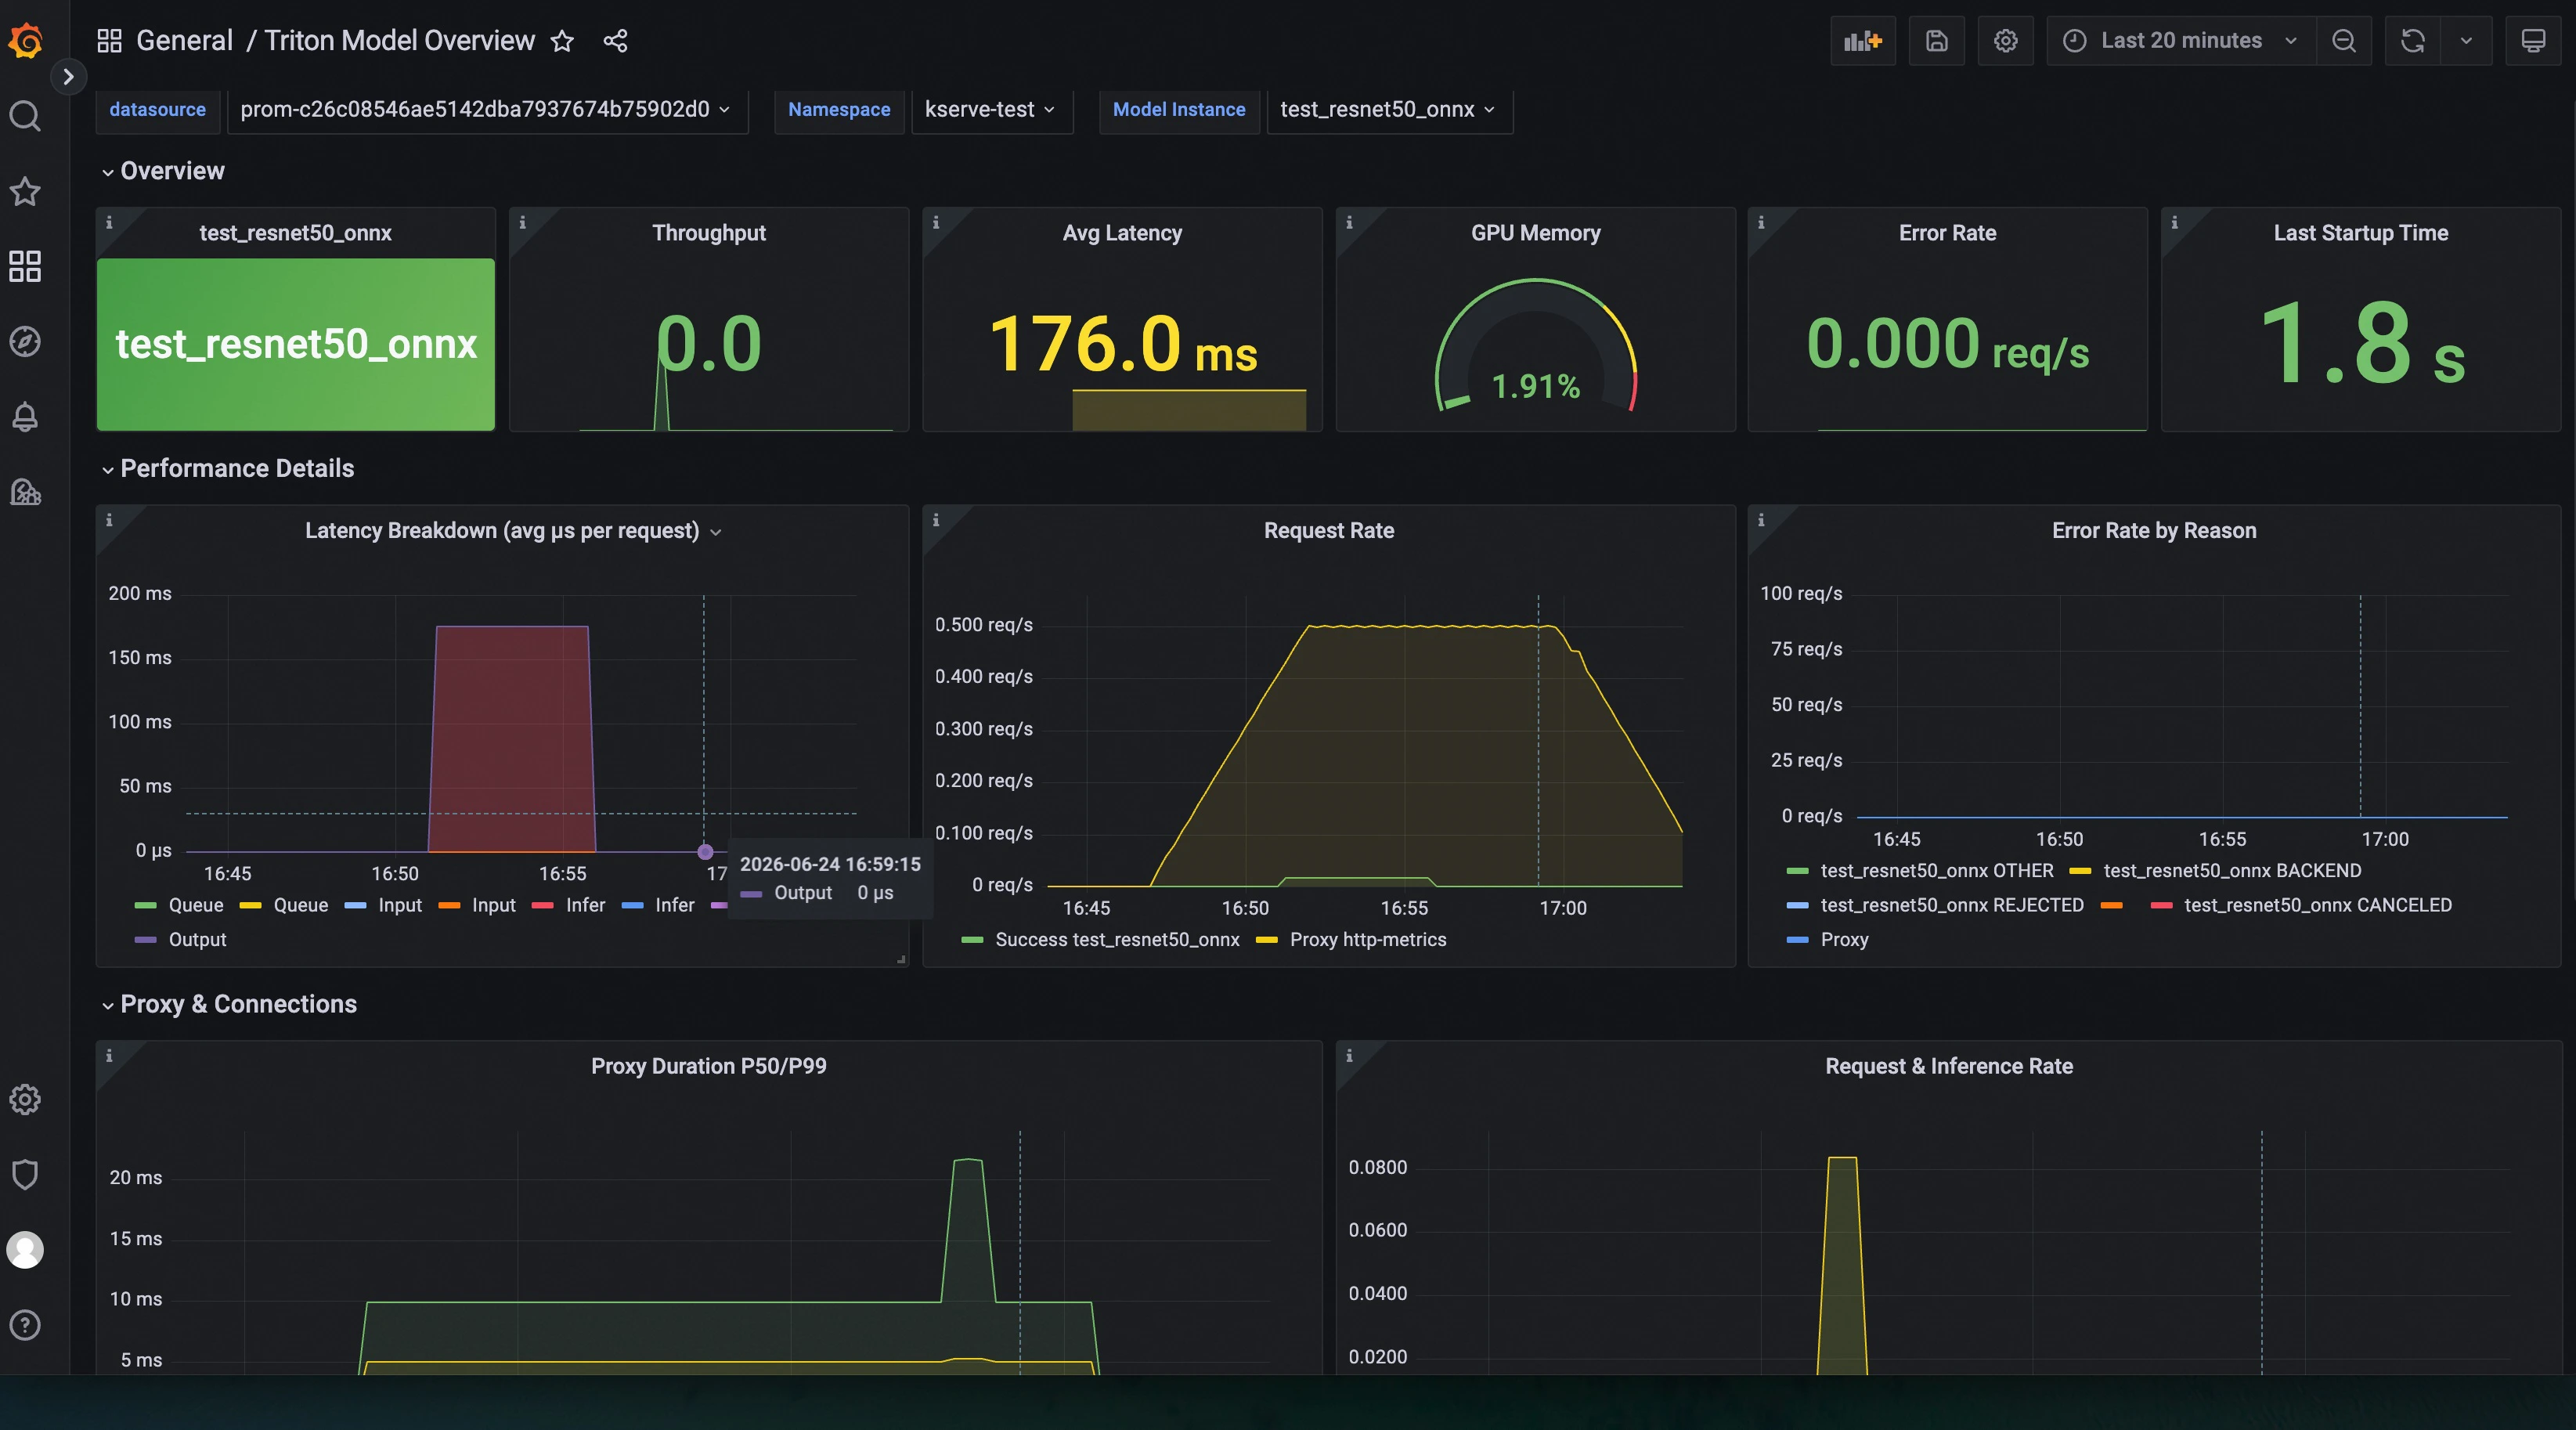 General / Triton Model Overview
Last 20 minutes
datasource prom-c26c08546ae5142dba7937674b75902d0 Namespace kserve-test Model Instance test_resnet50_onnx
Overview
test_resnet50_onnx
test_resnet50_onnx
Throughput
0.0
Avg Latency
176.0 ms
GPU Memory
1.91%
Error Rate
0.000 req/s
Last Startup Time
1.8 s
Performance Details
Latency Breakdown (avg µs per request)
200 ms
150 ms
100 ms
50 ms
0 µs
16:45 16:50 16:55 17
2026-06-24 16:59:15
Output 0 µs
Queue Queue Input Input Infer Infer
Output
Request Rate
0.500 req/s
0.400 req/s
0.300 req/s
0.200 req/s
0.100 req/s
0 req/s
16:45 16:50 16:55 17:00
Success test_resnet50_onnx Proxy http-metrics
Error Rate by Reason
100 req/s
75 req/s
50 req/s
25 req/s
0 req/s
16:45 16:50 16:55 17:00
test_resnet50_onnx OTHER test_resnet50_onnx BACKEND
test_resnet50_onnx REJECTED test_resnet50_onnx CANCELED
Proxy
Proxy & Connections
Proxy Duration P50/P99
20 ms
15 ms
10 ms
5 ms
Request & Inference Rate
0.0800
0.0600
0.0400
0.0200